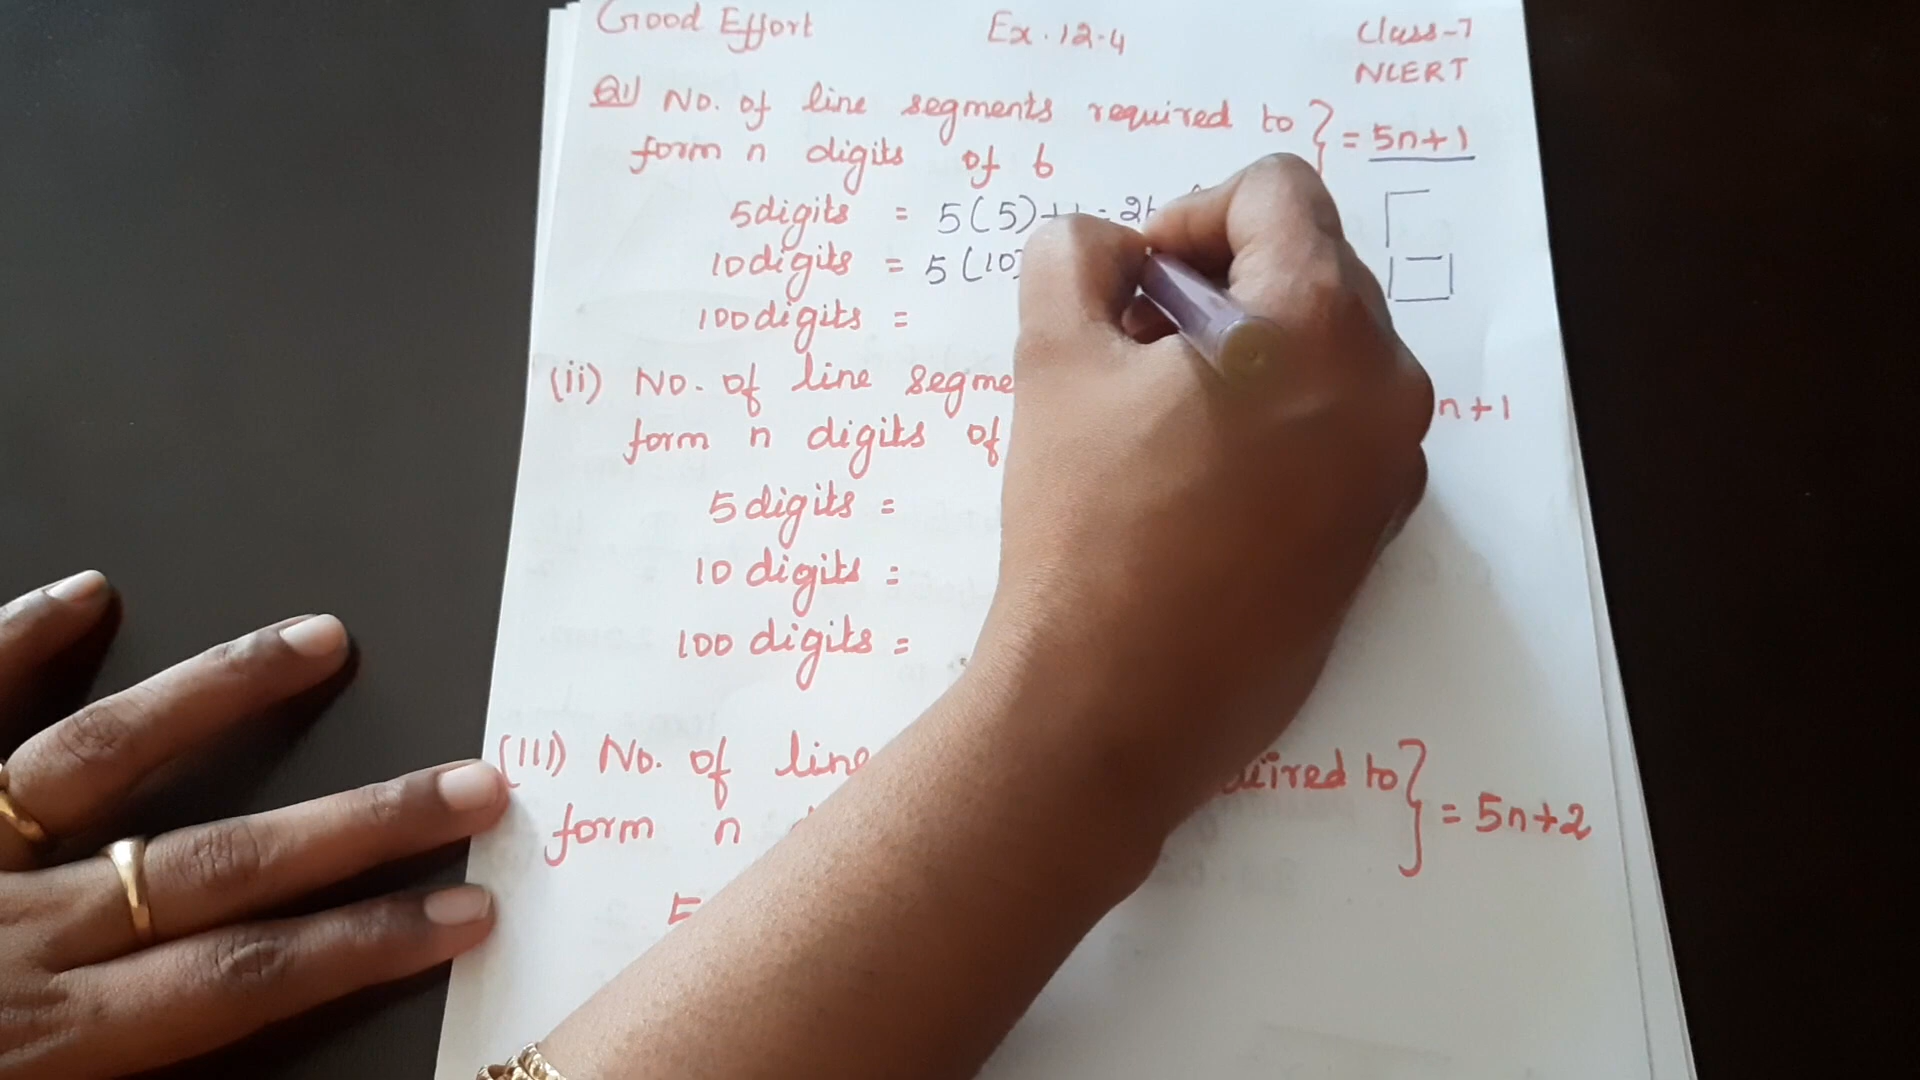 Good Effort Ex. 12.4 Class-7
NCERT
Q1) No. of line segments required to
form n digits of 6 = 5n+1
5digits = 5(5)+1 = 26
10digits = 5(10)
100digits =
(ii) No. of line
form n digits of n+1
5 digits =
10 digits =
100 digits =
(iii) No. of line required to
form n = 5n+2
5